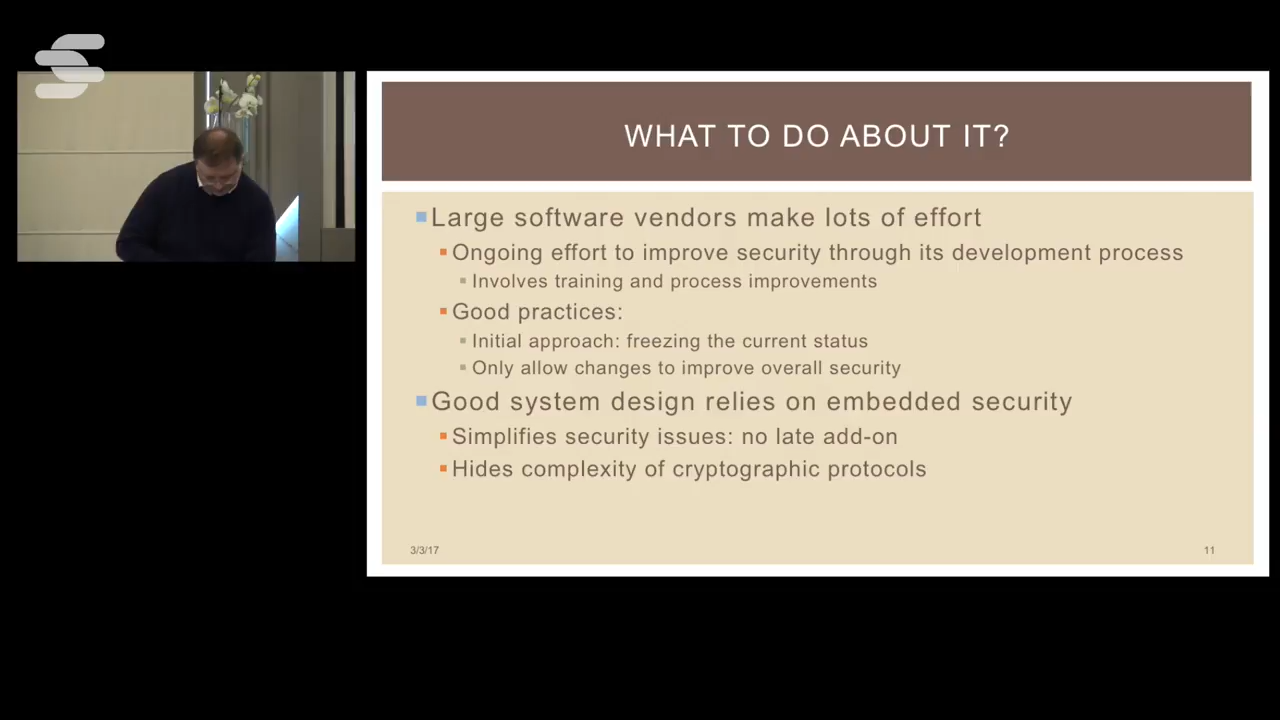 WHAT TO DO ABOUT IT?
Large software vendors make lots of effort
Ongoing effort to improve security through its development process
Involves training and process improvements
Good practices:
Initial approach: freezing the current status
Only allow changes to improve overall security
Good system design relies on embedded security
Simplifies security issues: no late add-on
Hides complexity of cryptographic protocols
3/3/17
11